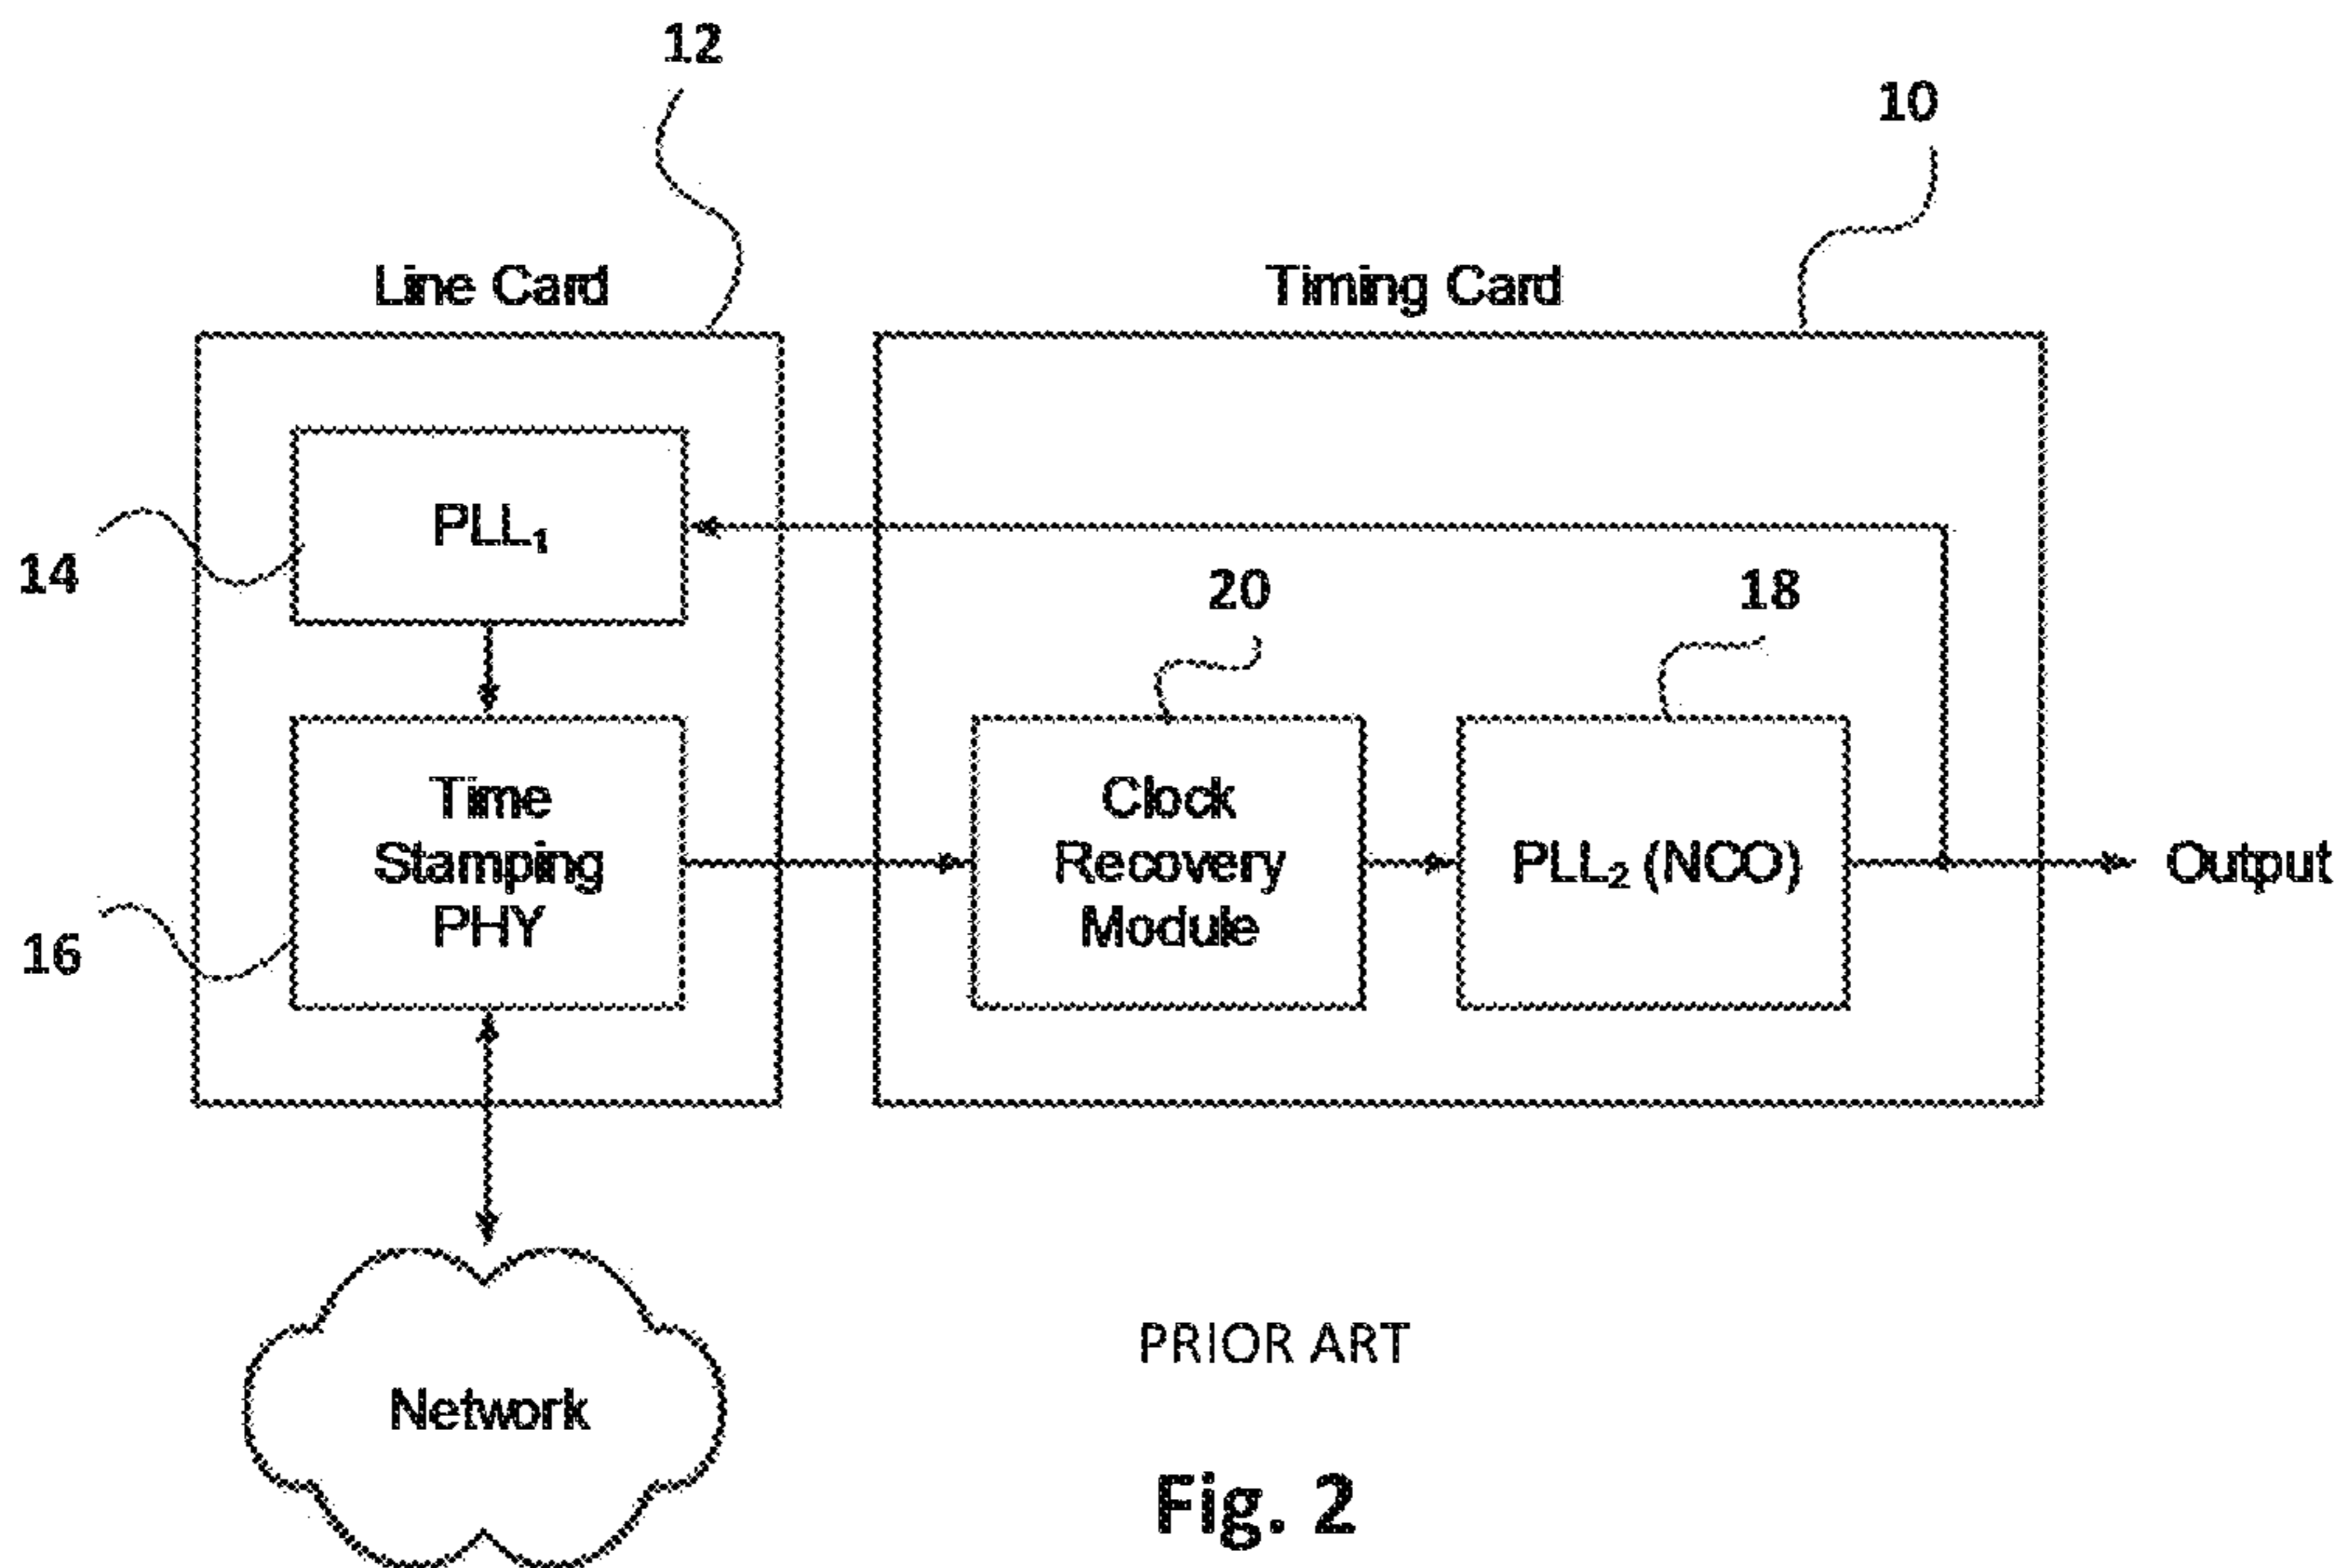 12
10
Line Card
Timing Card
PLL₁
14
20
18
Time
Stamping
PHY
Clock
Recovery
Module
PLL₂ (NCO)
Output
16
Network
PRIOR ART
Fig. 2